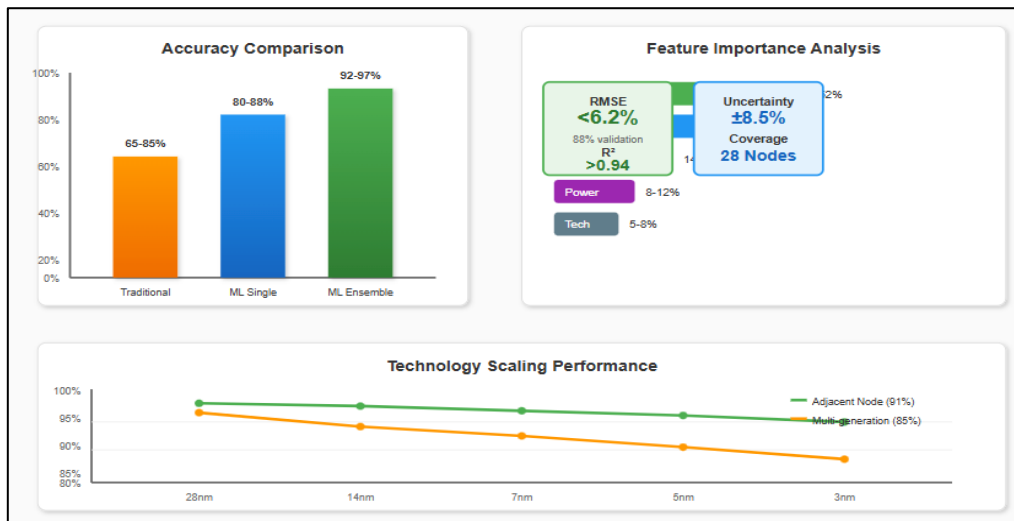 Accuracy Comparison
100%
80%
60%
40%
20%
0%
65-85%
80-88%
92-97%
Traditional
ML Single
ML Ensemble
Feature Importance Analysis
RMSE
<6.2%
88% validation
R²
>0.94
Uncertainty
±8.5%
Coverage
28 Nodes
Power
8-12%
Tech
5-8%
Technology Scaling Performance
100%
95%
90%
85%
80%
Adjacent Node (91%)
Multi-generation (85%)
28nm
14nm
7nm
5nm
3nm